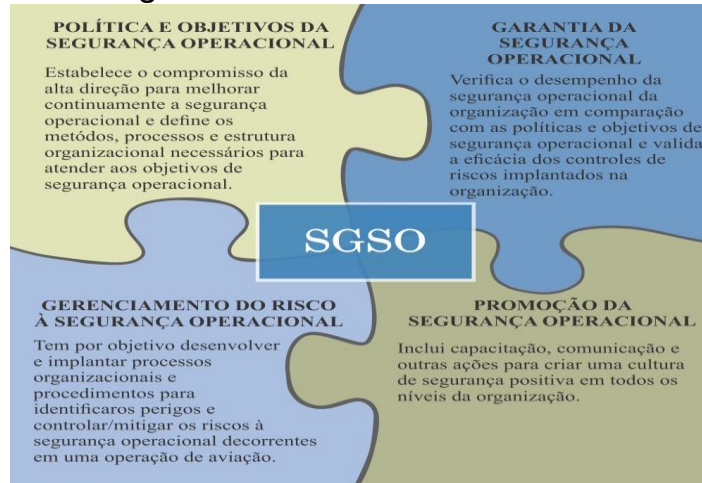 POLÍTICA E OBJETIVOS DA
SEGURANÇA OPERACIONAL
Estabelece o compromisso da
alta direção para melhorar
continuamente a segurança
operacional e define os
metódos, processos e estrutura
organizacional necessários para
atender aos objetivos de
segurança operacional.
GARANTIA DA
SEGURANÇA
OPERACIONAL
Verifica o desempenho da
segurança operacional da
organização em comparação
com as políticas e objetivos de
segurança operacional e valida
a eficácia dos controles de
riscos implantados na
organização.
SGSO
GERENCIAMENTO DO RISCO
À SEGURANÇA OPERACIONAL
Tem por objetivo desenvolver
e implantar processos
organizacionais e
procedimentos para
identificaros perigos e
controlar/mitigar os riscos à
segurança operacional decorrentes
em uma operação de aviação.
PROMOÇÃO DA
SEGURANÇA OPERACIONAL
Inclui capacitação, comunicação e
outras ações para criar uma cultura
de segurança positiva em todos os
níveis da organização.